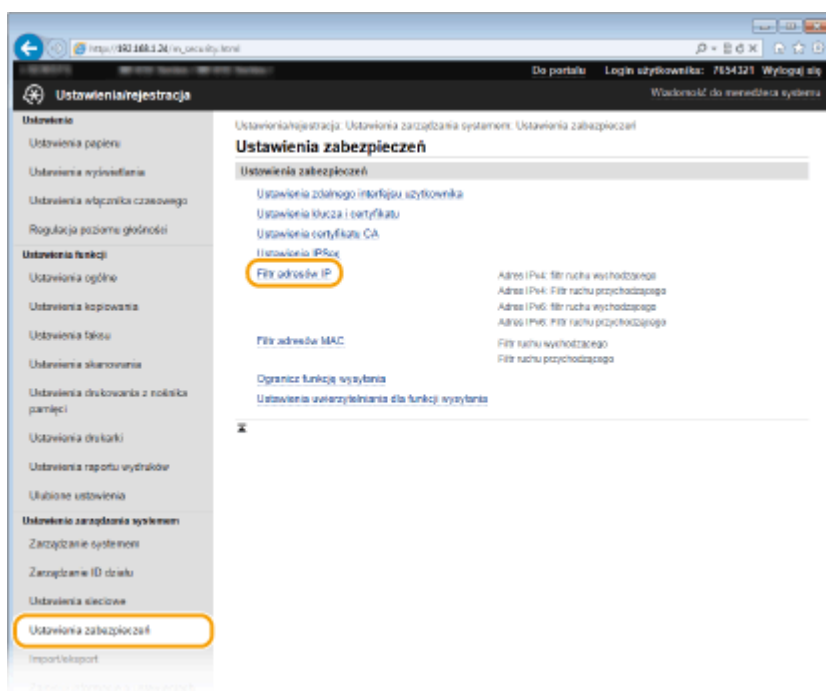 http://192.168.1.24/m_security.html
Do portalu Login użytkownika: 7654321 Wyloguj się
Ustawienia/rejestracja
Wiadomość do menedżera systemu
Ustawienia
Ustawienia papieru
Ustawienia wyświetlania
Ustawienia włącznika czasowego
Regulacja poziomu głośności
Ustawienia funkcji
Ustawienia ogólne
Ustawienia kopiowania
Ustawienia faksu
Ustawienia skanowania
Ustawienia drukowania z nośnika
pamięci
Ustawienia drukarki
Ustawienia raportu wydruków
Ulubione ustawienia
Ustawienia zarządzania systemem
Zarządzanie systemem
Zarządzanie ID działu
Ustawienia sieciowe
Ustawienia zabezpieczeń
Import/eksport
Ustawienia/rejestracja: Ustawienia zarządzania systemem: Ustawienia zabezpieczeń
Ustawienia zabezpieczeń
Ustawienia zabezpieczeń
Ustawienia zdalnego interfejsu użytkownika
Ustawienia klucza i certyfikatu
Ustawienia certyfikatu CA
Ustawienia IPSec
Filtr adresów IP
Adres IPv4: filtr ruchu wychodzącego
Adres IPv4: Filtr ruchu przychodzącego
Adres IPv6: filtr ruchu wychodzącego
Adres IPv6: Filtr ruchu przychodzącego
Filtr adresów MAC
Filtr ruchu wychodzącego
Filtr ruchu przychodzącego
Ogranicz funkcję wysyłania
Ustawienia uwierzytelniania dla funkcji wysyłania